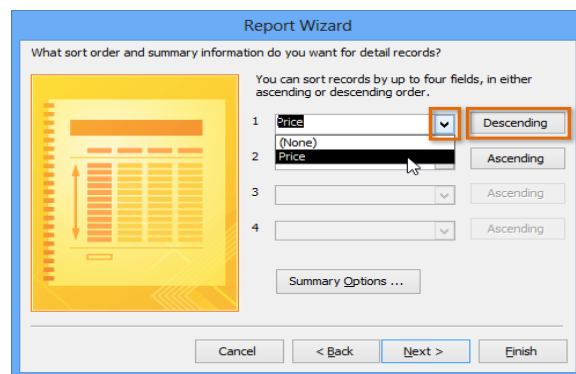 Report Wizard
What sort order and summary information do you want for detail records?
You can sort records by up to four fields, in either
ascending or descending order.
1 Price Descending
(None)
2 Price Ascending
3 Ascending
4 Ascending
Summary Options ...
Cancel < Back Next > Finish